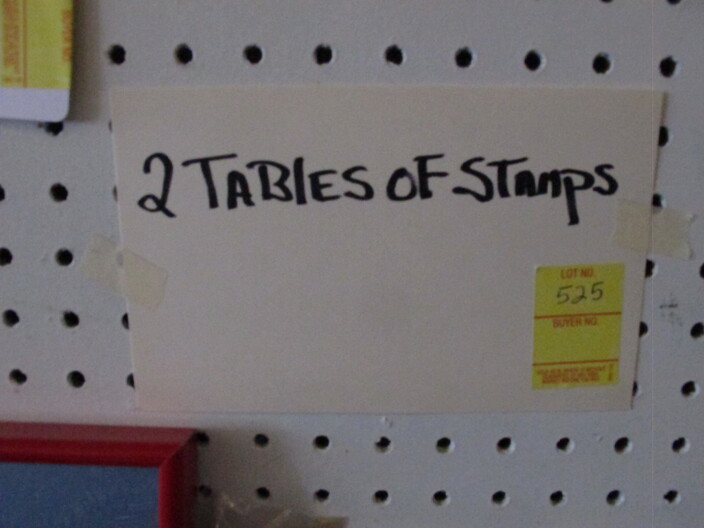 2 TABLES OF STAMPS
LOT NO.
525
BUYER NO.